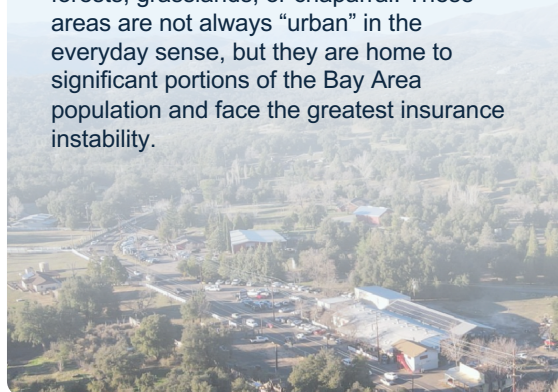 forests, grasslands, or chaparral. These
areas are not always “urban” in the
everyday sense, but they are home to
significant portions of the Bay Area
population and face the greatest insurance
instability.